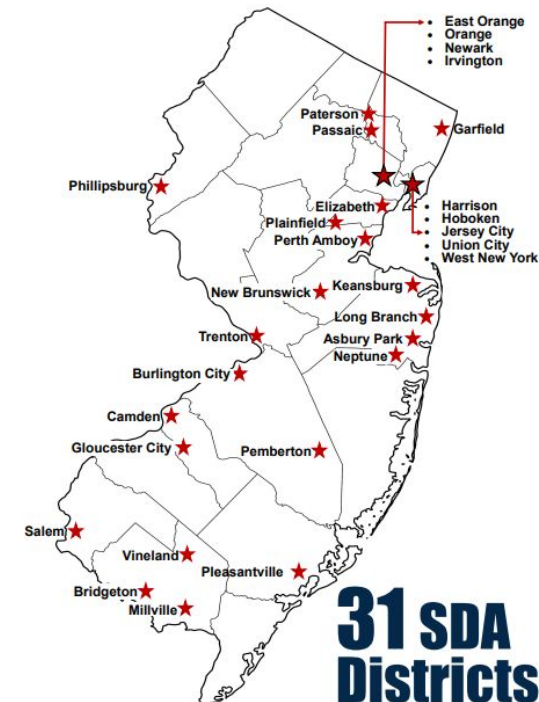 • East Orange
• Orange
• Newark
• Irvington
Paterson
Passaic
Garfield
Phillipsburg
Elizabeth
Plainfield
Perth Amboy
• Harrison
• Hoboken
• Jersey City
• Union City
• West New York
New Brunswick
Keansburg
Long Branch
Trenton
Asbury Park
Neptune
Burlington City
Camden
Gloucester City
Pemberton
Salem
Vineland
Pleasantville
Bridgeton
Millville
31 SDA
Districts